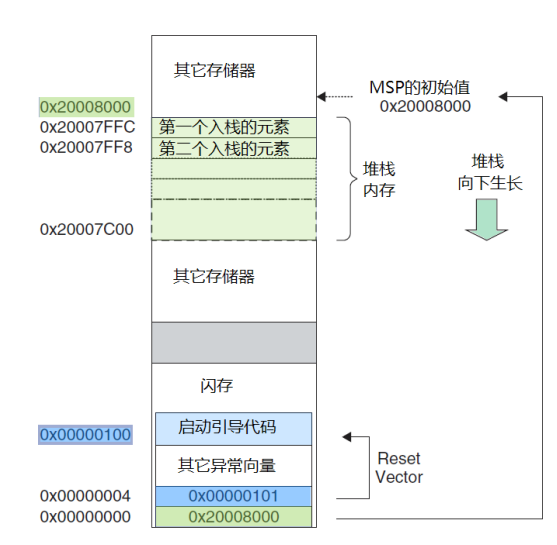 其它存储器
MSP的初始值
0x20008000
0x20008000
0x20007FFC
第一个入栈的元素
0x20007FF8
第二个入栈的元素
堆栈
内存
堆栈
向下生长
0x20007C00
其它存储器
闪存
启动引导代码
0x00000100
其它异常向量
Reset
Vector
0x00000004
0x00000101
0x00000000
0x20008000